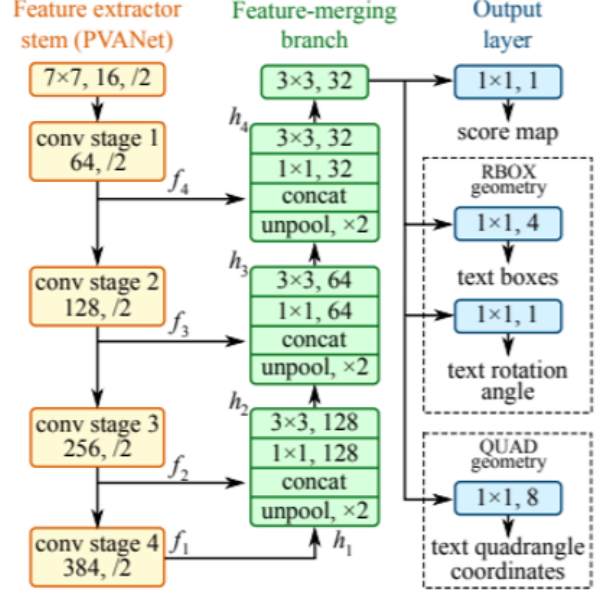 Feature extractor
stem (PVANet)
7×7, 16, /2
conv stage 1
64, /2
f₄
conv stage 2
128, /2
f₃
conv stage 3
256, /2
f₂
conv stage 4
384, /2
f₁
Feature-merging
branch
3×3, 32
h₄
3×3, 32
1×1, 32
concat
unpool, ×2
h₃
3×3, 64
1×1, 64
concat
unpool, ×2
h₂
3×3, 128
1×1, 128
concat
unpool, ×2
h₁
Output
layer
1×1, 1
score map
RBOX
geometry
1×1, 4
text boxes
1×1, 1
text rotation
angle
QUAD
geometry
1×1, 8
text quadrangle
coordinates